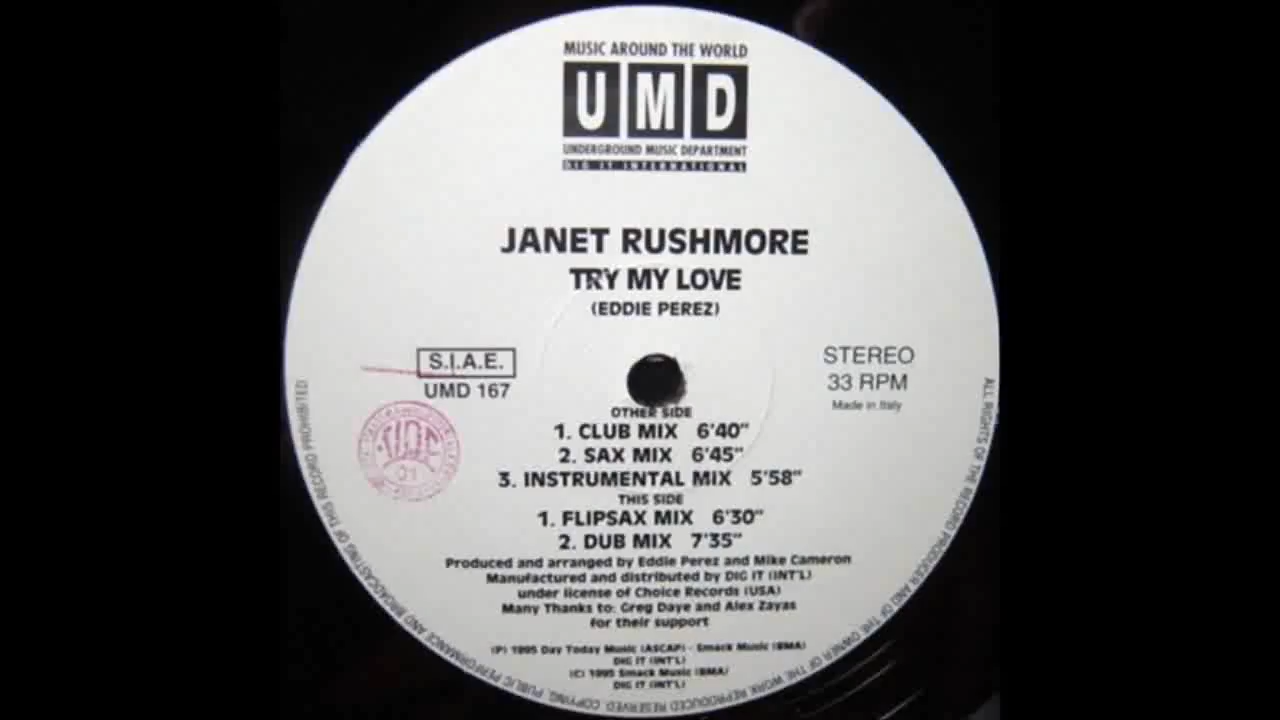 MUSIC AROUND THE WORLD
UMD
UNDERGROUND MUSIC DEPARTMENT
DIG IT INTERNATIONAL
JANET RUSHMORE
TRY MY LOVE
(EDDIE PEREZ)
S.I.A.E.
UMD 167
STEREO
33 RPM
Made in Italy
OTHER SIDE
1. CLUB MIX 6'40"
2. SAX MIX 6'45"
3. INSTRUMENTAL MIX 5'58"
THIS SIDE
1. FLIPSAX MIX 6'30"
2. DUB MIX 7'35"
Produced and arranged by Eddie Perez and Mike Cameron
Manufactured and distributed by DIG IT (INT'L)
under license of Choice Records (USA)
Many Thanks to: Greg Daye and Alex Zayas
for their support
(P) 1995 Day Today Music (ASCAP) - Smack Music (BMA)
DIG IT (INT'L)
(C) 1995 Smack Music (BMA)
DIG IT (INT'L)
ALL RIGHTS OF THE RECORD PRODUCER AND OF THE OWNER OF THE WORK REPRODUCED RESERVED. COPYING, PUBLIC PERFORMANCE AND BROADCASTING OF THIS RECORD PROHIBITED